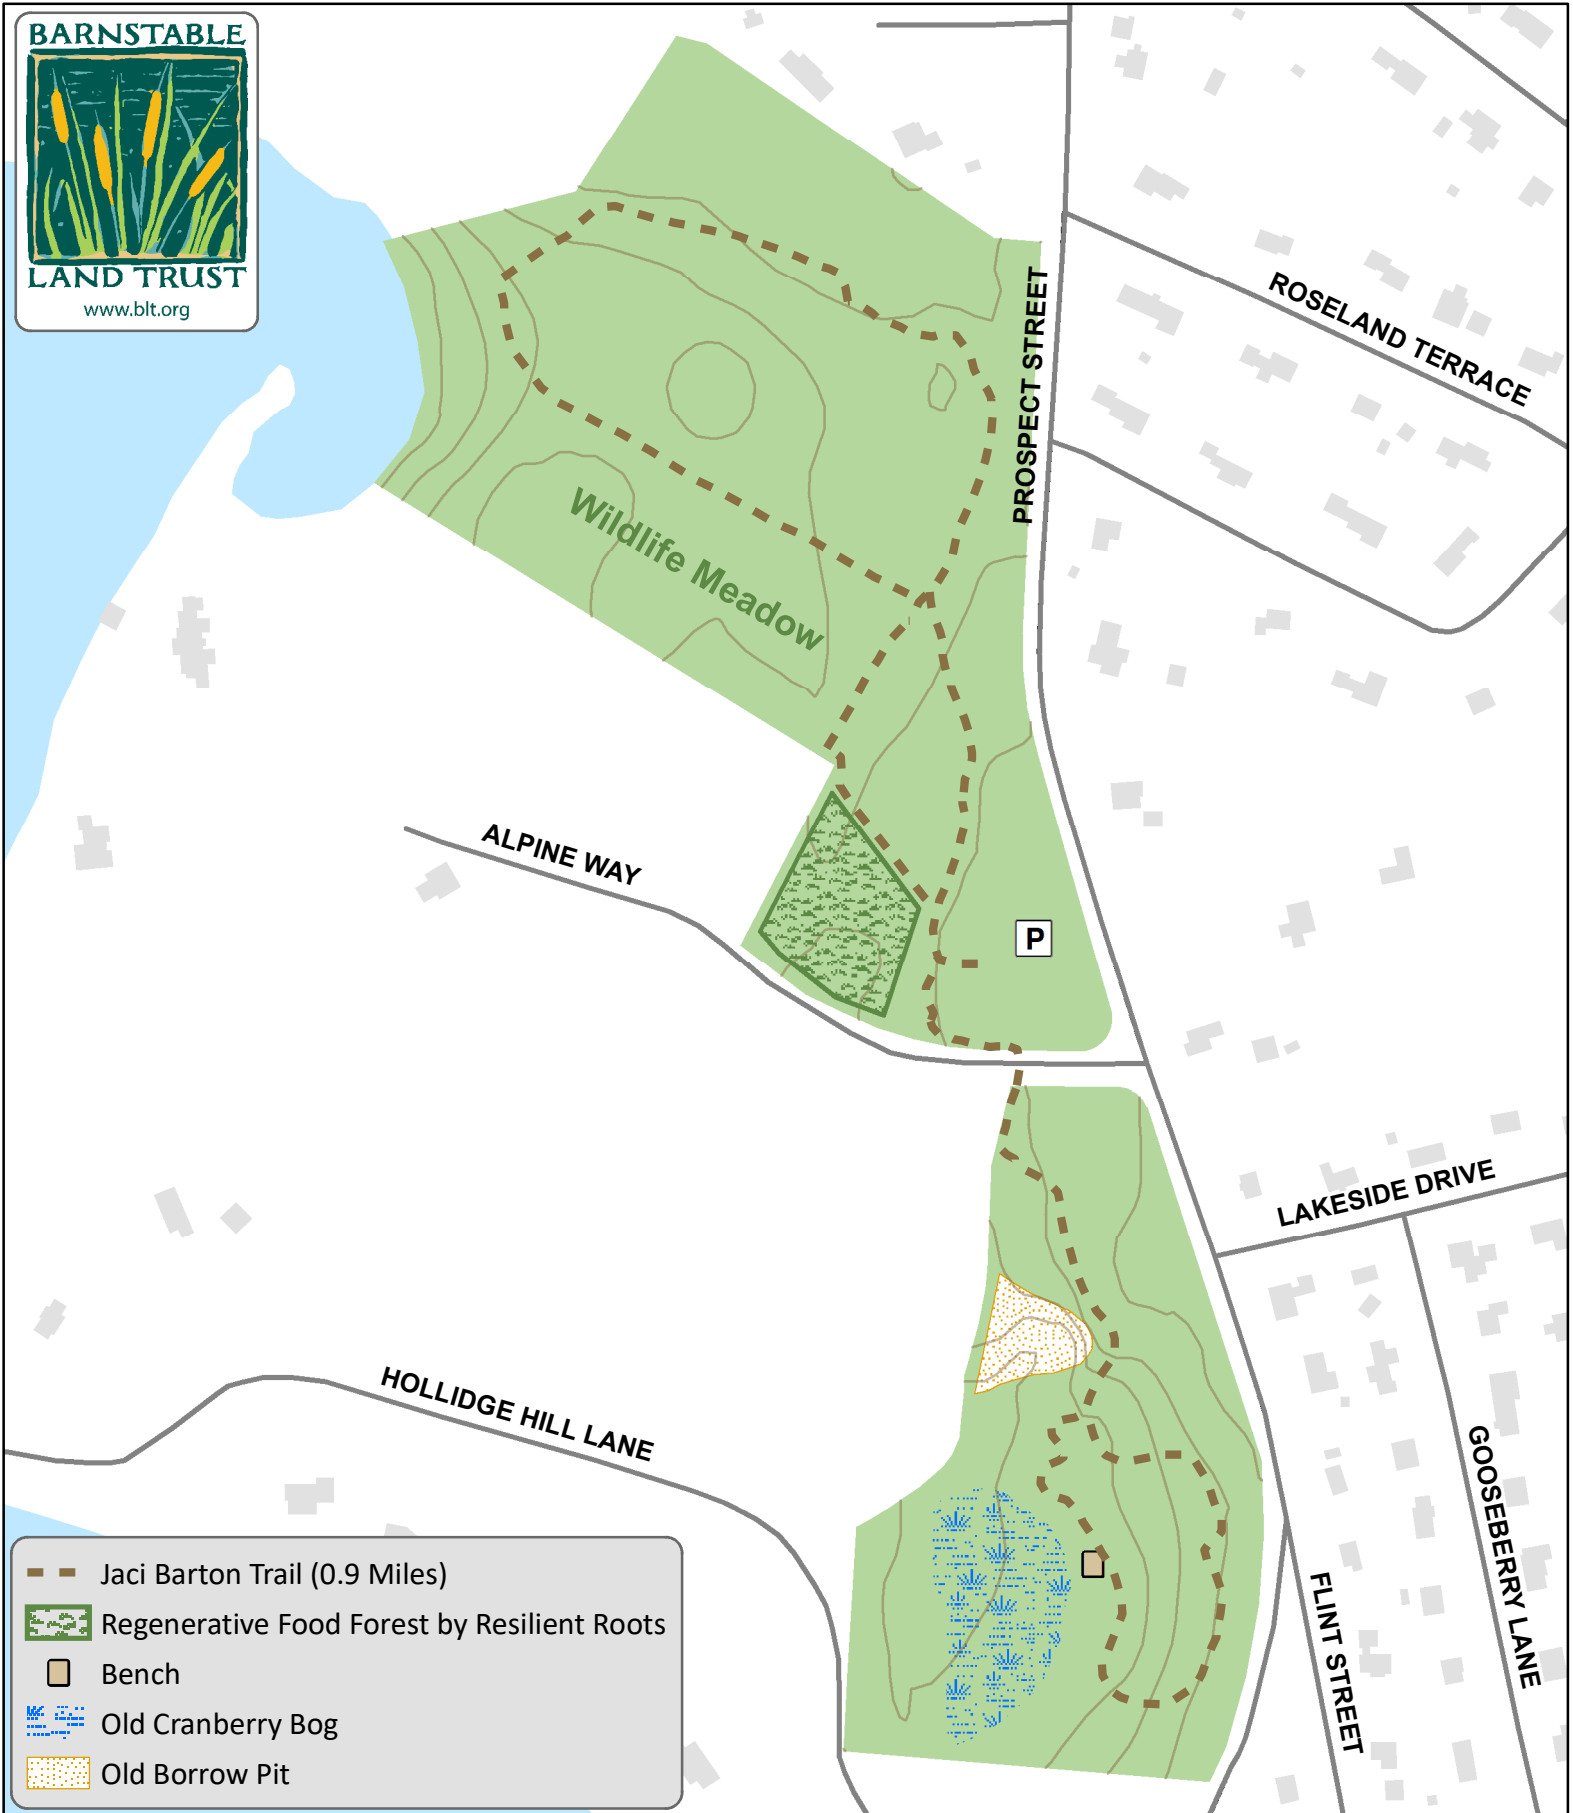 BARNSTABLE
LAND TRUST
www.blt.org
PROSPECT STREET
ROSELAND TERRACE
Wildlife Meadow
ALPINE WAY
P
LAKESIDE DRIVE
HOLLIDGE HILL LANE
GOOSEBERRY LANE
FLINT STREET
Jaci Barton Trail (0.9 Miles)
Regenerative Food Forest by Resilient Roots
Bench
Old Cranberry Bog
Old Borrow Pit